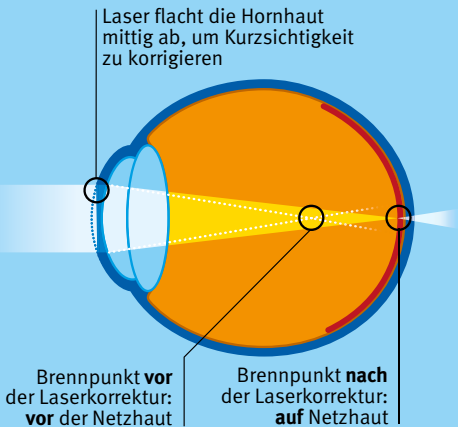 Laser flacht die Hornhaut
mittig ab, um Kurzsichtigkeit
zu korrigieren
Brennpunkt vor
der Laserkorrektur:
vor der Netzhaut
Brennpunkt nach
der Laserkorrektur:
auf Netzhaut